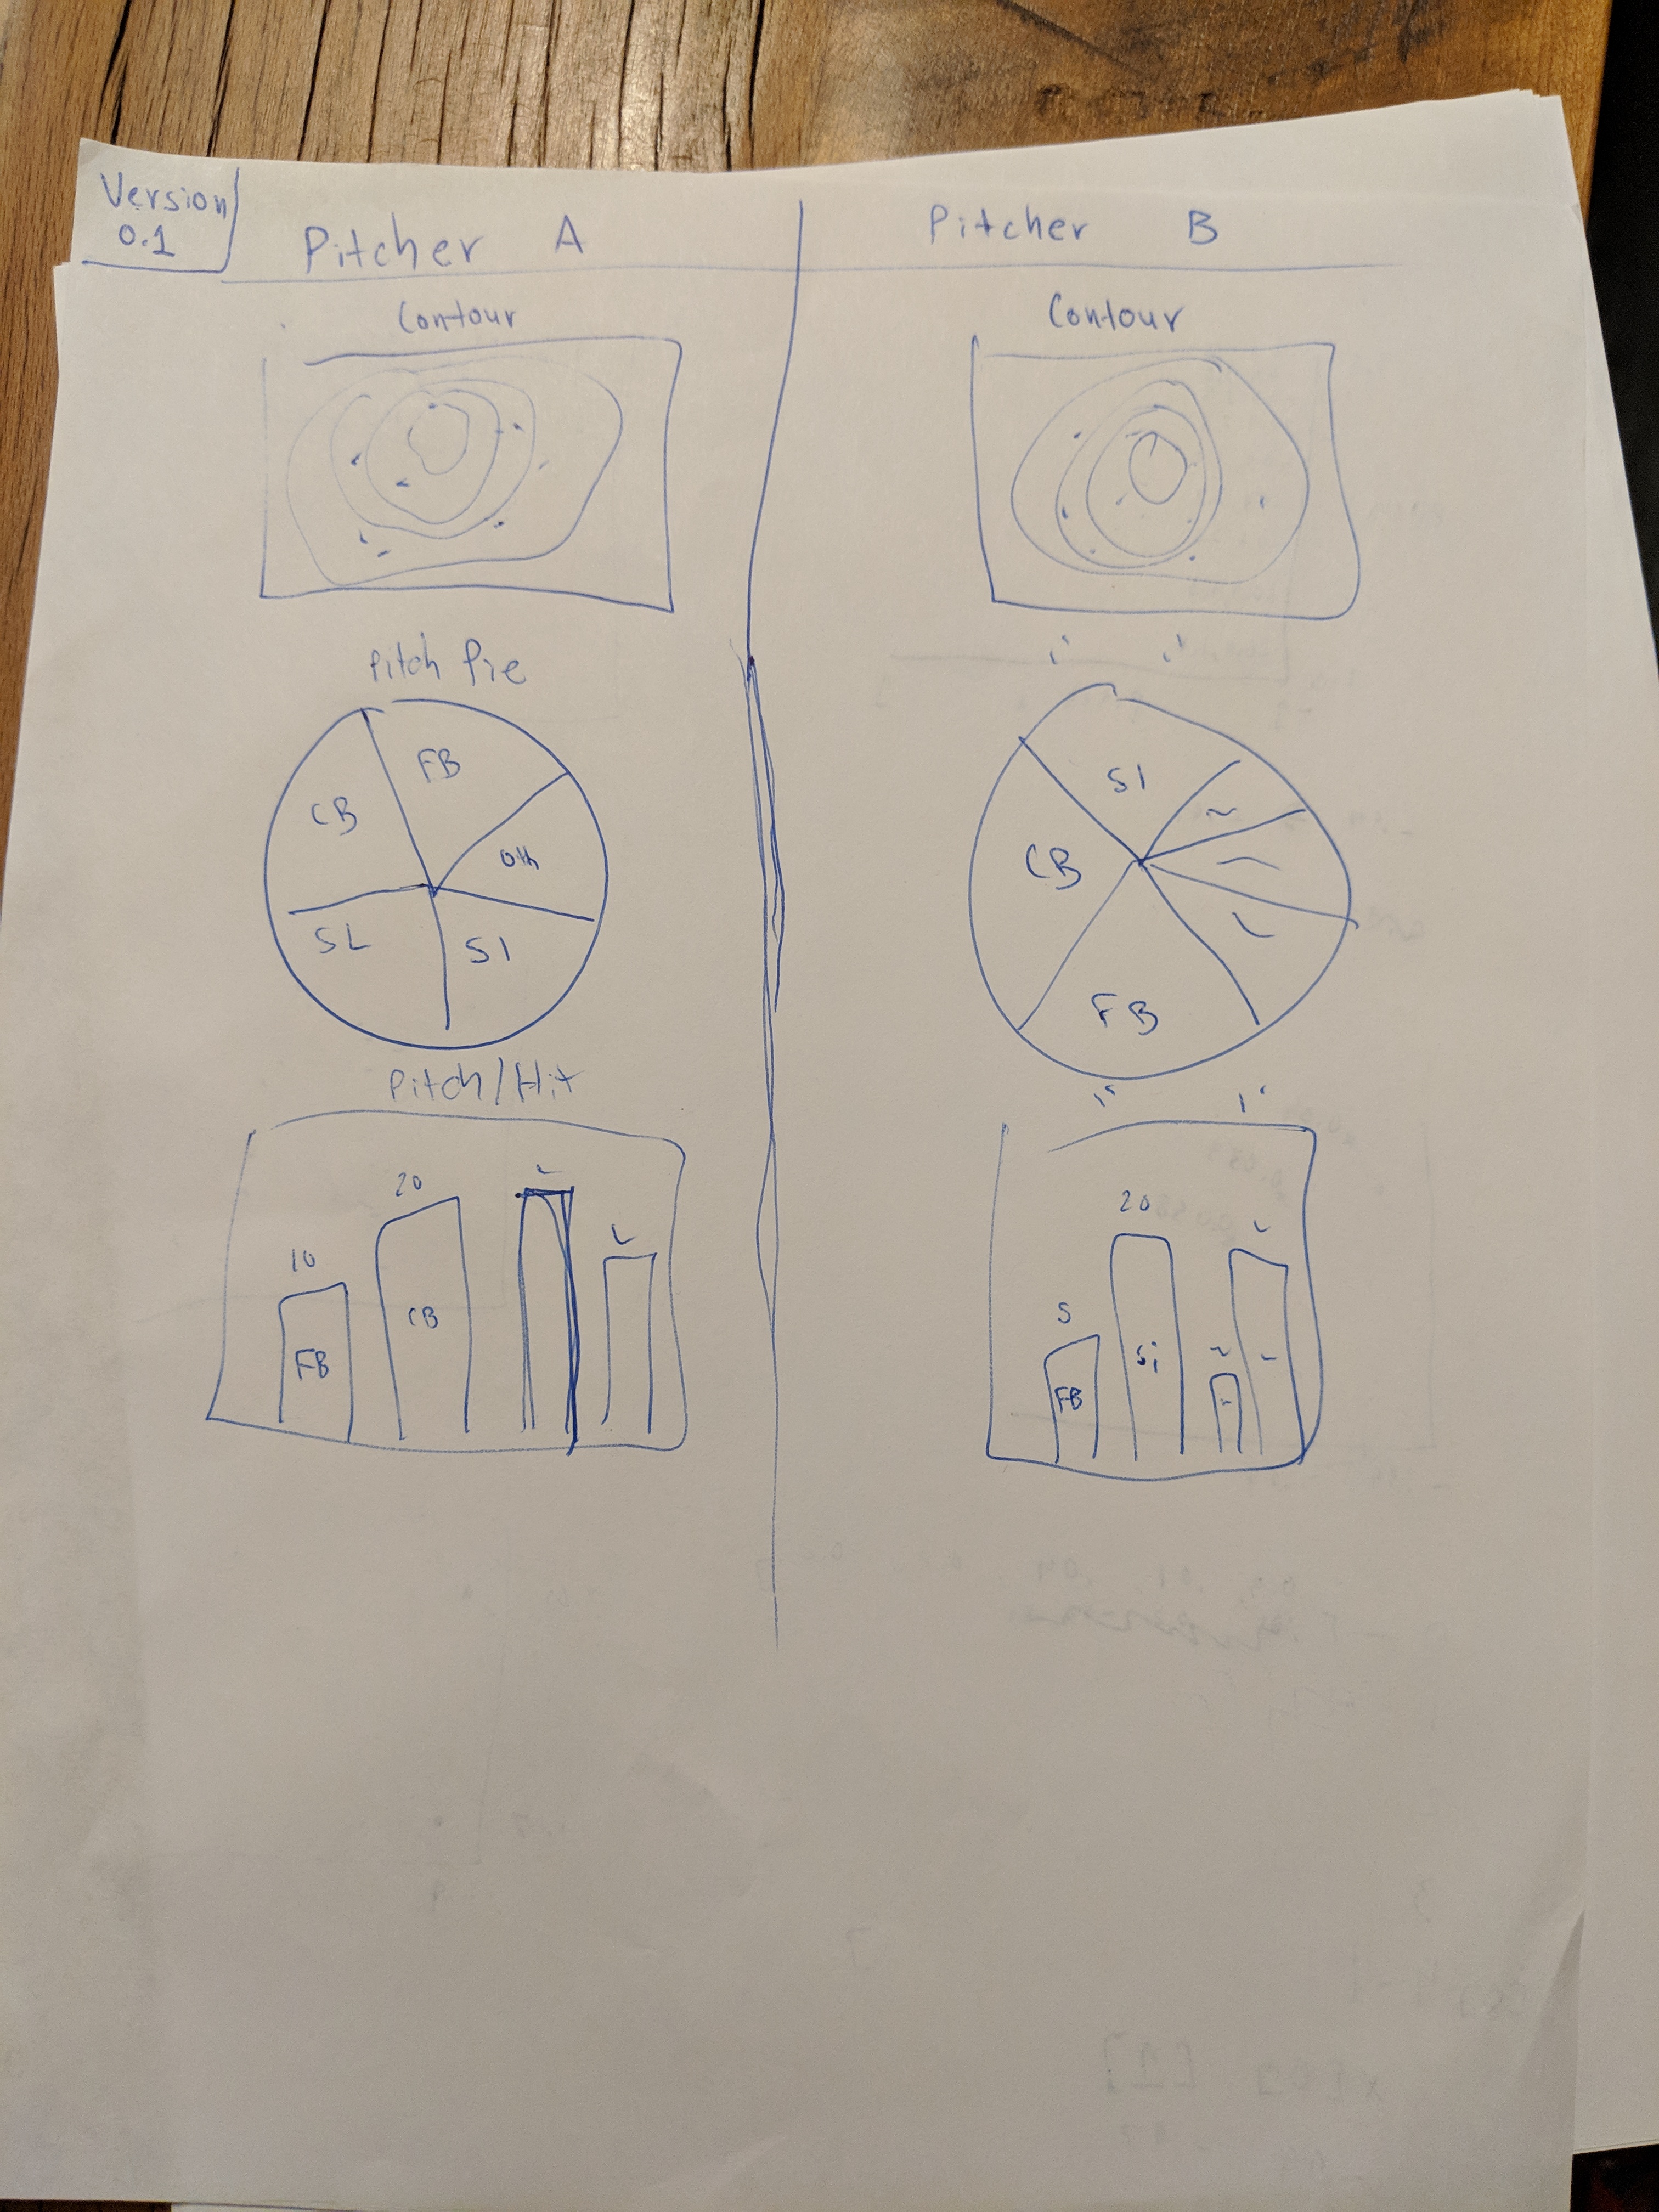 Version
0.1
Pitcher A
Pitcher B
Contour
Contour
Pitch Pie
FB
CB
Oth
SL
SI
SI
CB
FB
Pitch/Hit
20
10
CB
FB
20
5
Si
FB